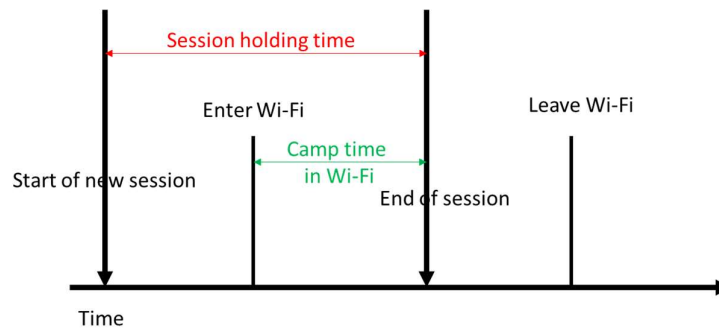 Session holding time
Enter Wi-Fi
Leave Wi-Fi
Camp time
in Wi-Fi
Start of new session
End of session
Time